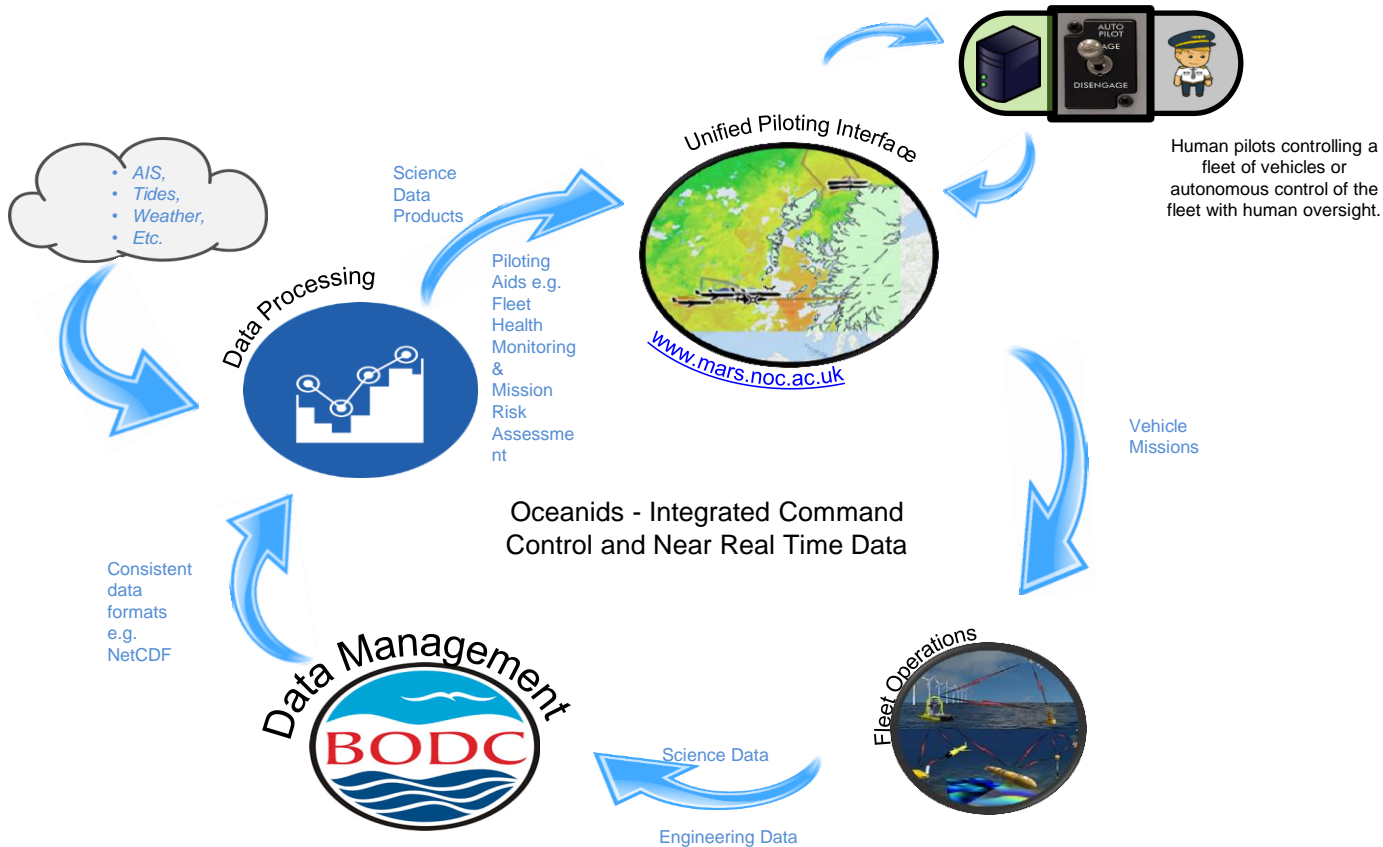 AUTO
PILOT
DISENGAGE
Unified Piloting Interface
Human pilots controlling a
fleet of vehicles or
autonomous control of the
fleet with human oversight.
• AIS,
• Tides,
• Weather,
• Etc.
Science
Data
Products
Data Processing
Piloting
Aids e.g.
Fleet
Health
Monitoring
&
Mission
Risk
Assessme
nt
www.mars.noc.ac.uk
Vehicle
Missions
Oceanids - Integrated Command
Control and Near Real Time Data
Consistent
data
formats
e.g.
NetCDF
Data Management
BODC
Fleet Operations
Science Data
Engineering Data